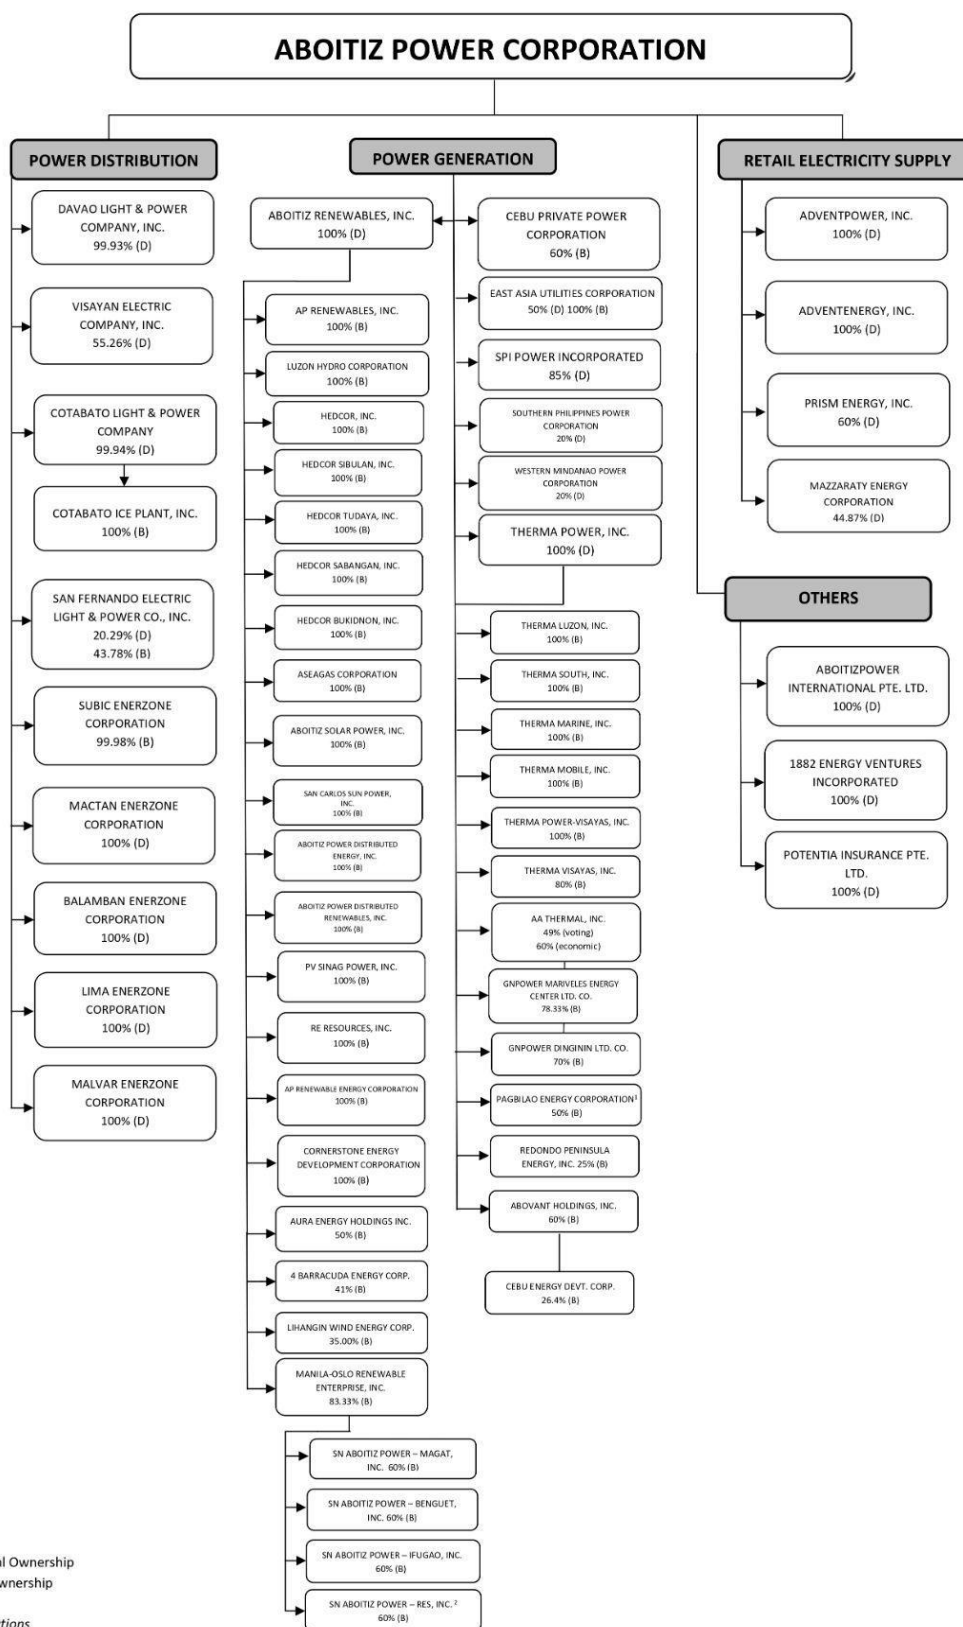 ABOITIZ POWER CORPORATION
POWER DISTRIBUTION
DAVAO LIGHT & POWER
COMPANY, INC.
99.93% (D)
VISAYAN ELECTRIC
COMPANY, INC.
55.26% (D)
COTABATO LIGHT & POWER
COMPANY
99.94% (D)
COTABATO ICE PLANT, INC.
100% (B)
SAN FERNANDO ELECTRIC
LIGHT & POWER CO., INC.
20.29% (D)
43.78% (B)
SUBIC ENERZONE
CORPORATION
99.98% (B)
MACTAN ENERZONE
CORPORATION
100% (D)
BALAMBAN ENERZONE
CORPORATION
100% (D)
LIMA ENERZONE
CORPORATION
100% (D)
MALVAR ENERZONE
CORPORATION
100% (D)
POWER GENERATION
ABOITIZ RENEWABLES, INC.
100% (D)
AP RENEWABLES, INC.
100% (B)
LUZON HYDRO CORPORATION
100% (B)
HEDCOR, INC.
100% (B)
HEDCOR SIBULAN, INC.
100% (B)
HEDCOR TUDAYA, INC.
100% (B)
HEDCOR SABANGAN, INC.
100% (B)
HEDCOR BUKIDNON, INC.
100% (B)
ASEAGAS CORPORATION
100% (B)
ABOITIZ SOLAR POWER, INC.
100% (B)
SAN CARLOS SUN POWER,
INC.
100% (B)
ABOITIZ POWER DISTRIBUTED
ENERGY, INC.
100% (B)
ABOITIZ POWER DISTRIBUTED
RENEWABLES, INC.
100% (B)
PV SINAG POWER, INC.
100% (B)
RE RESOURCES, INC.
100% (B)
AP RENEWABLE ENERGY CORPORATION
100% (B)
CORNERSTONE ENERGY
DEVELOPMENT CORPORATION
100% (B)
AURA ENERGY HOLDINGS INC.
50% (B)
4 BARRACUDA ENERGY CORP.
41% (B)
LIHANGIN WIND ENERGY CORP.
35.00% (B)
MANILA-OSLO RENEWABLE
ENTERPRISE, INC.
83.33% (B)
SN ABOITIZ POWER – MAGAT,
INC. 60% (B)
SN ABOITIZ POWER – BENGUET,
INC. 60% (B)
SN ABOITIZ POWER – IFUGAO, INC.
60% (B)
SN ABOITIZ POWER – RES, INC. 2
60% (B)
CEBU PRIVATE POWER
CORPORATION
60% (B)
EAST ASIA UTILITIES CORPORATION
50% (D) 100% (B)
SPI POWER INCORPORATED
85% (D)
SOUTHERN PHILIPPINES POWER
CORPORATION
20% (D)
WESTERN MINDANAO POWER
CORPORATION
20% (D)
THERMA POWER, INC.
100% (D)
THERMA LUZON, INC.
100% (B)
THERMA SOUTH, INC.
100% (B)
THERMA MARINE, INC.
100% (B)
THERMA MOBILE, INC.
100% (B)
THERMA POWER-VISAYAS, INC.
100% (B)
THERMA VISAYAS, INC.
80% (B)
AA THERMAL, INC.
49% (voting)
60% (economic)
GNPOWER MARIVELES ENERGY
CENTER LTD. CO.
78.33% (B)
GNPOWER DINGININ LTD. CO.
70% (B)
PAGBILAO ENERGY CORPORATION1
50% (B)
REDONDO PENINSULA
ENERGY, INC. 25% (B)
ABOVANT HOLDINGS, INC.
60% (B)
CEBU ENERGY DEVT. CORP.
26.4% (B)
RETAIL ELECTRICITY SUPPLY
ADVENTPOWER, INC.
100% (D)
ADVENTENERGY, INC.
100% (D)
PRISM ENERGY, INC.
60% (D)
MAZZARATY ENERGY
CORPORATION
44.87% (D)
OTHERS
ABOITIZPOWER
INTERNATIONAL PTE. LTD.
100% (D)
1882 ENERGY VENTURES
INCORPORATED
100% (D)
POTENTIA INSURANCE PTE.
LTD.
100% (D)
l Ownership
wnership
tions